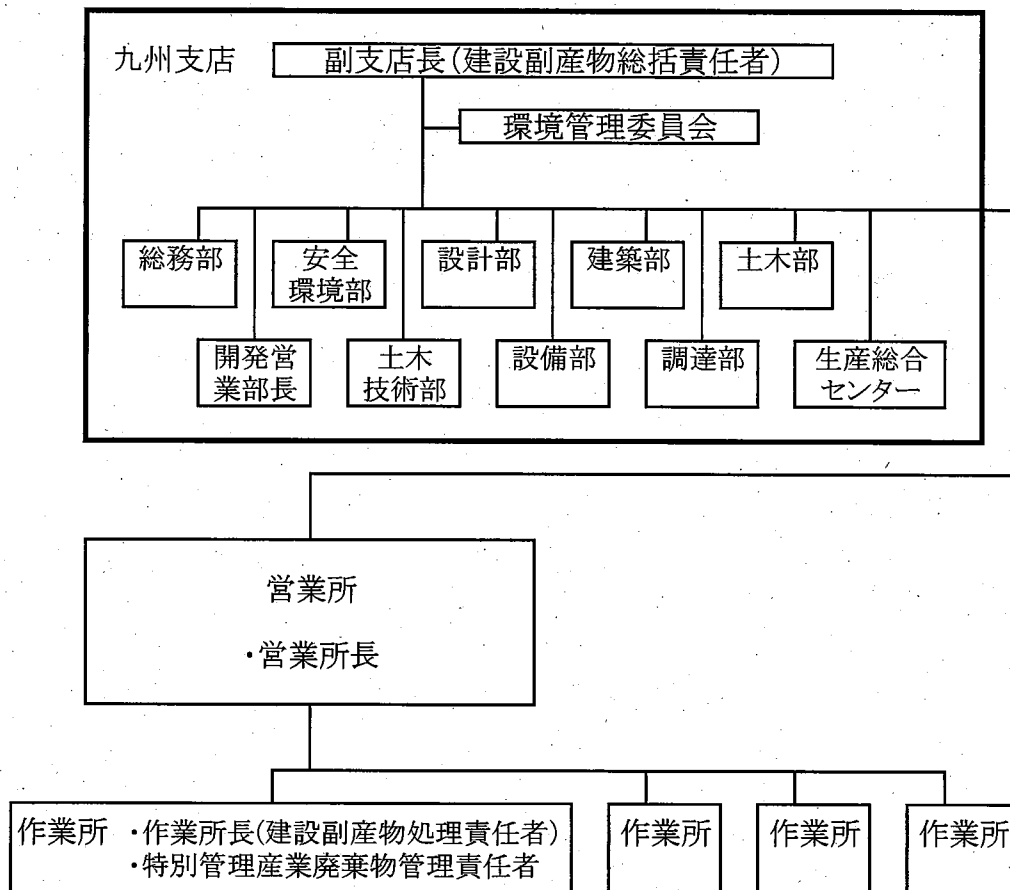 九州支店 副支店長(建設副産物総括責任者)
環境管理委員会
総務部
安全
環境部
設計部
建築部
土木部
開発営
業部長
土木
技術部
設備部
調達部
生産総合
センター
営業所
・営業所長
作業所 ・作業所長(建設副産物処理責任者)
・特別管理産業廃棄物管理責任者
作業所
作業所
作業所